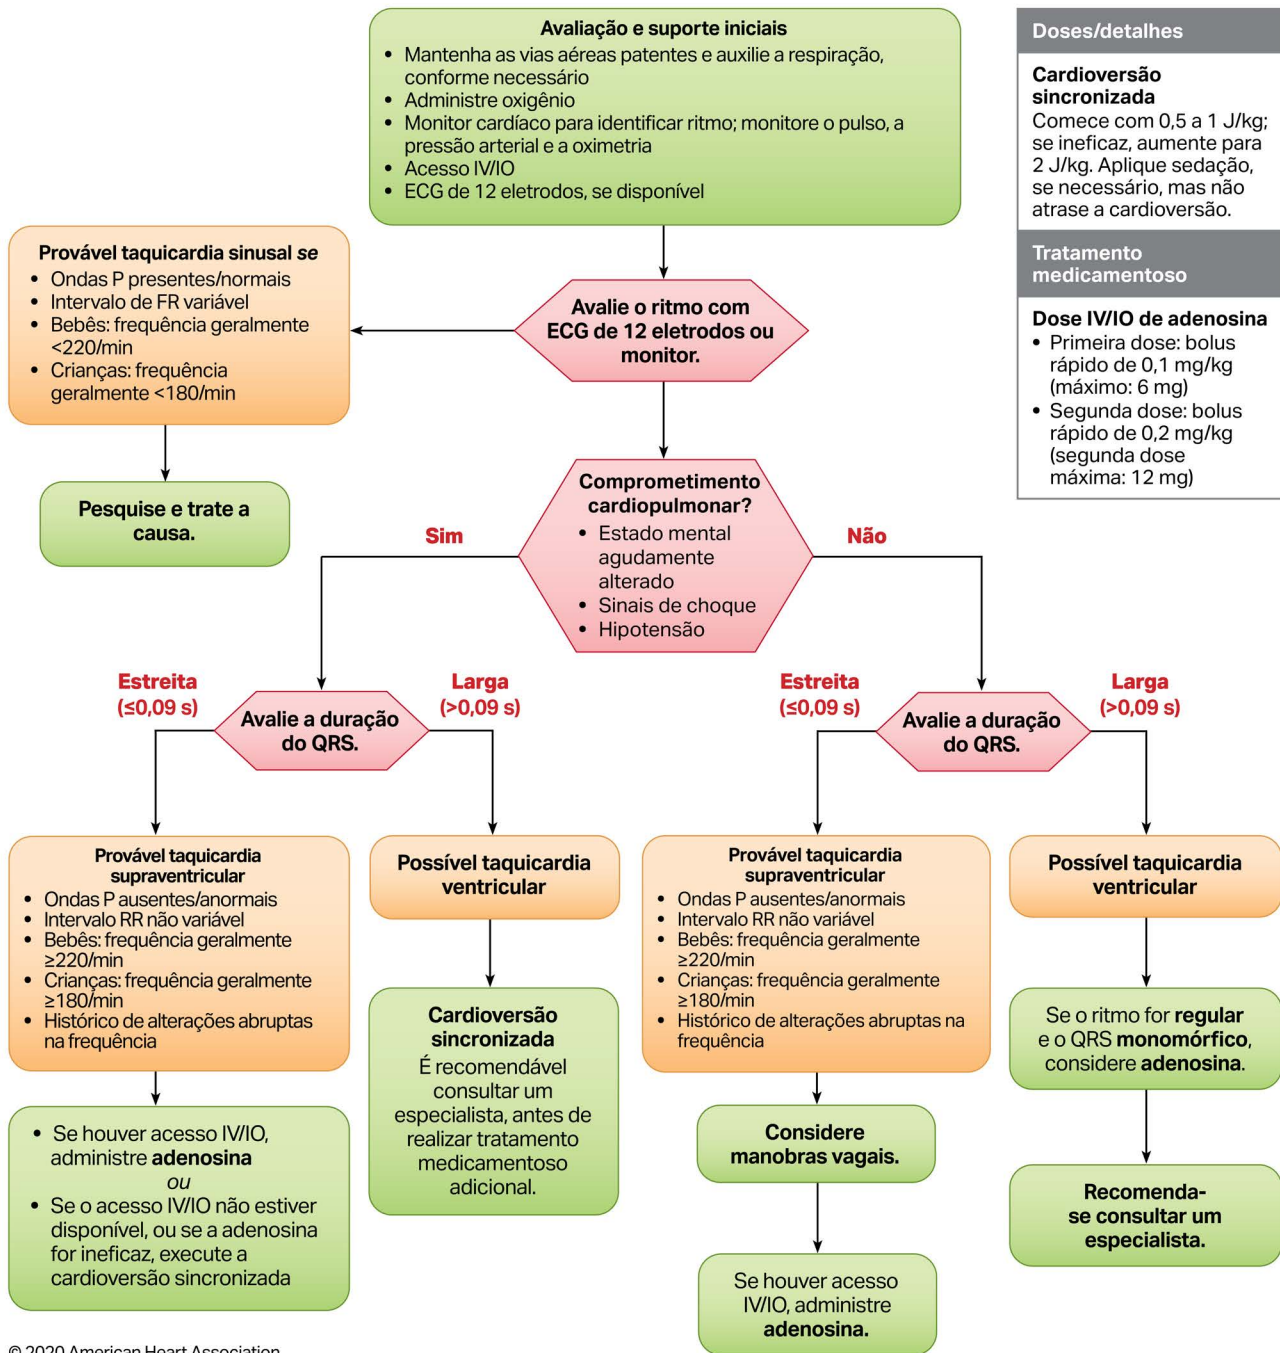 Avaliação e suporte iniciais
• Mantenha as vias aéreas patentes e auxilie a respiração,
conforme necessário
• Administre oxigênio
• Monitor cardíaco para identificar ritmo; monitore o pulso, a
pressão arterial e a oximetria
• Acesso IV/IO
• ECG de 12 eletrodos, se disponível
Doses/detalhes
Cardioversão
sincronizada
Comece com 0,5 a 1 J/kg;
se ineficaz, aumente para
2 J/kg. Aplique sedação,
se necessário, mas não
atrase a cardioversão.
Tratamento
medicamentoso
Dose IV/IO de adenosina
• Primeira dose: bolus
rápido de 0,1 mg/kg
(máximo: 6 mg)
• Segunda dose: bolus
rápido de 0,2 mg/kg
(segunda dose
máxima: 12 mg)
Provável taquicardia sinusal se
• Ondas P presentes/normais
• Intervalo de FR variável
• Bebês: frequência geralmente
<220/min
• Crianças: frequência
geralmente <180/min
Avalie o ritmo com
ECG de 12 eletrodos ou
monitor.
Pesquise e trate a
causa.
Comprometimento
cardiopulmonar?
• Estado mental
agudamente
alterado
• Sinais de choque
• Hipotensão
Sim
Não
Estreita
(≤0,09 s)
Avalie a duração
do QRS.
Larga
(>0,09 s)
Estreita
(≤0,09 s)
Avalie a duração
do QRS.
Larga
(>0,09 s)
Provável taquicardia
supraventricular
• Ondas P ausentes/anormais
• Intervalo RR não variável
• Bebês: frequência geralmente
≥220/min
• Crianças: frequência geralmente
≥180/min
• Histórico de alterações abruptas
na frequência
Possível taquicardia
ventricular
Provável taquicardia
supraventricular
• Ondas P ausentes/anormais
• Intervalo RR não variável
• Bebês: frequência geralmente
≥220/min
• Crianças: frequência geralmente
≥180/min
• Histórico de alterações abruptas na
frequência
Possível taquicardia
ventricular
• Se houver acesso IV/IO,
administre adenosina
ou
• Se o acesso IV/IO não estiver
disponível, ou se a adenosina
for ineficaz, execute a
cardioversão sincronizada
Cardioversão
sincronizada
É recomendável
consultar um
especialista, antes de
realizar tratamento
medicamentoso
adicional.
Considere
manobras vagais.
Se houver acesso
IV/IO, administre
adenosina.
Se o ritmo for regular
e o QRS monomórfico,
considere adenosina.
Recomenda-
se consultar um
especialista.
© 2020 American Heart Association